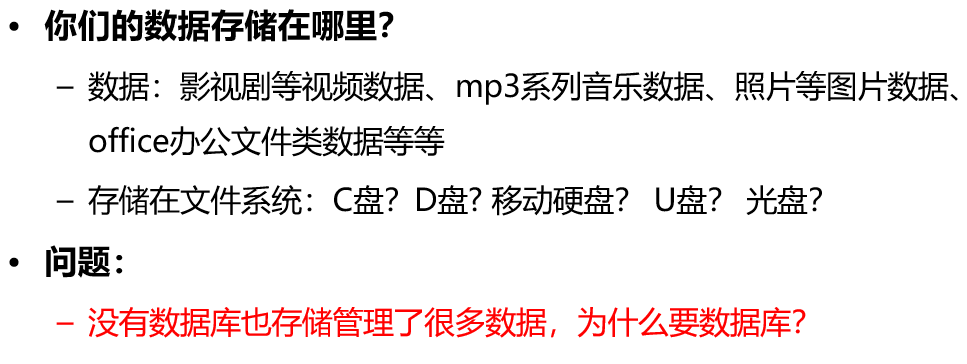 • 你们的数据存储在哪里？
– 数据：影视剧等视频数据、mp3系列音乐数据、照片等图片数据、
office办公文件类数据等等
– 存储在文件系统：C盘？D盘？移动硬盘？ U盘？ 光盘？
• 问题：
– 没有数据库也存储管理了很多数据，为什么要数据库？